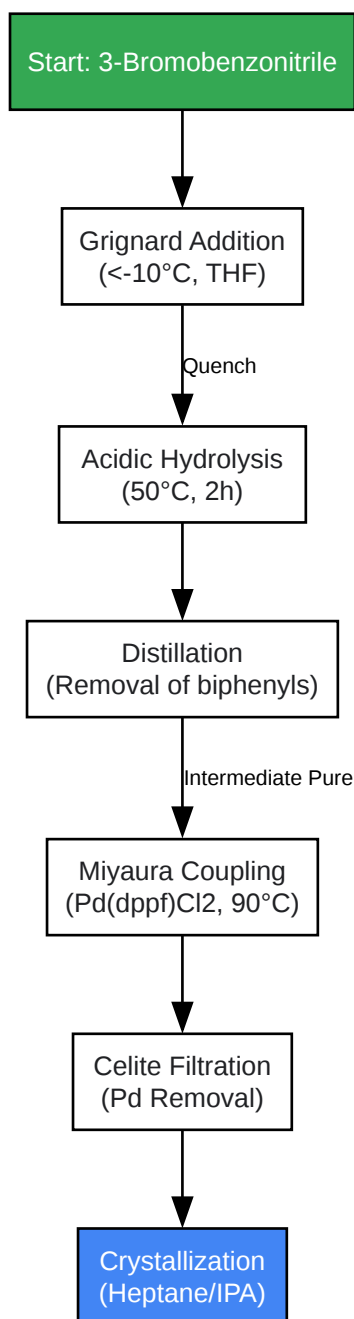 Start: 3-Bromobenzonitrile
Grignard Addition
(<-10°C, THF)
Quench
Acidic Hydrolysis
(50°C, 2h)
Distillation
(Removal of biphenyls)
Intermediate Pure
Miyaura Coupling
(Pd(dppf)Cl2, 90°C)
Celite Filtration
(Pd Removal)
Crystallization
(Heptane/IPA)